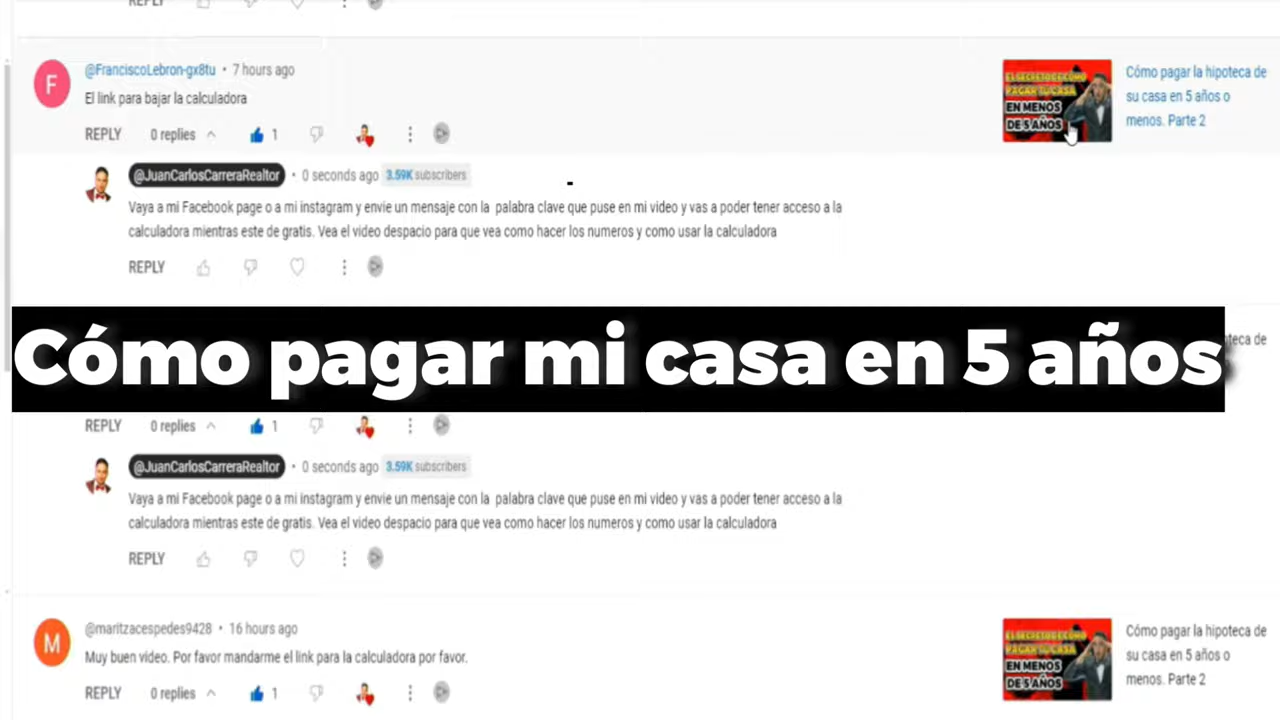 REPLY
F
@FranciscoLebron-gx8tu • 7 hours ago
El link para bajar la calculadora
REPLY 0 replies 1
EL SECRETO DE CÓMO
PAGAR TU CASA
EN MENOS
DE 5 AÑOS
Cómo pagar la hipoteca de
su casa en 5 años o
menos. Parte 2
@JuanCarlosCarreraRealtor • 0 seconds ago 3.59K subscribers
Vaya a mi Facebook page o a mi instagram y envie un mensaje con la palabra clave que puse en mi video y vas a poder tener acceso a la
calculadora mientras este de gratis. Vea el video despacio para que vea como hacer los numeros y como usar la calculadora
REPLY
Cómo pagar mi casa en 5 años
teca de
REPLY 0 replies 1
@JuanCarlosCarreraRealtor • 0 seconds ago 3.59K subscribers
Vaya a mi Facebook page o a mi instagram y envie un mensaje con la palabra clave que puse en mi video y vas a poder tener acceso a la
calculadora mientras este de gratis. Vea el video despacio para que vea como hacer los numeros y como usar la calculadora
REPLY
M
@maritzacespedes9428 • 16 hours ago
Muy buen video. Por favor mandarme el link para la calculadora por favor.
REPLY 0 replies 1
EL SECRETO DE CÓMO
PAGAR TU CASA
EN MENOS
DE 5 AÑOS
Cómo pagar la hipoteca de
su casa en 5 años o
menos. Parte 2